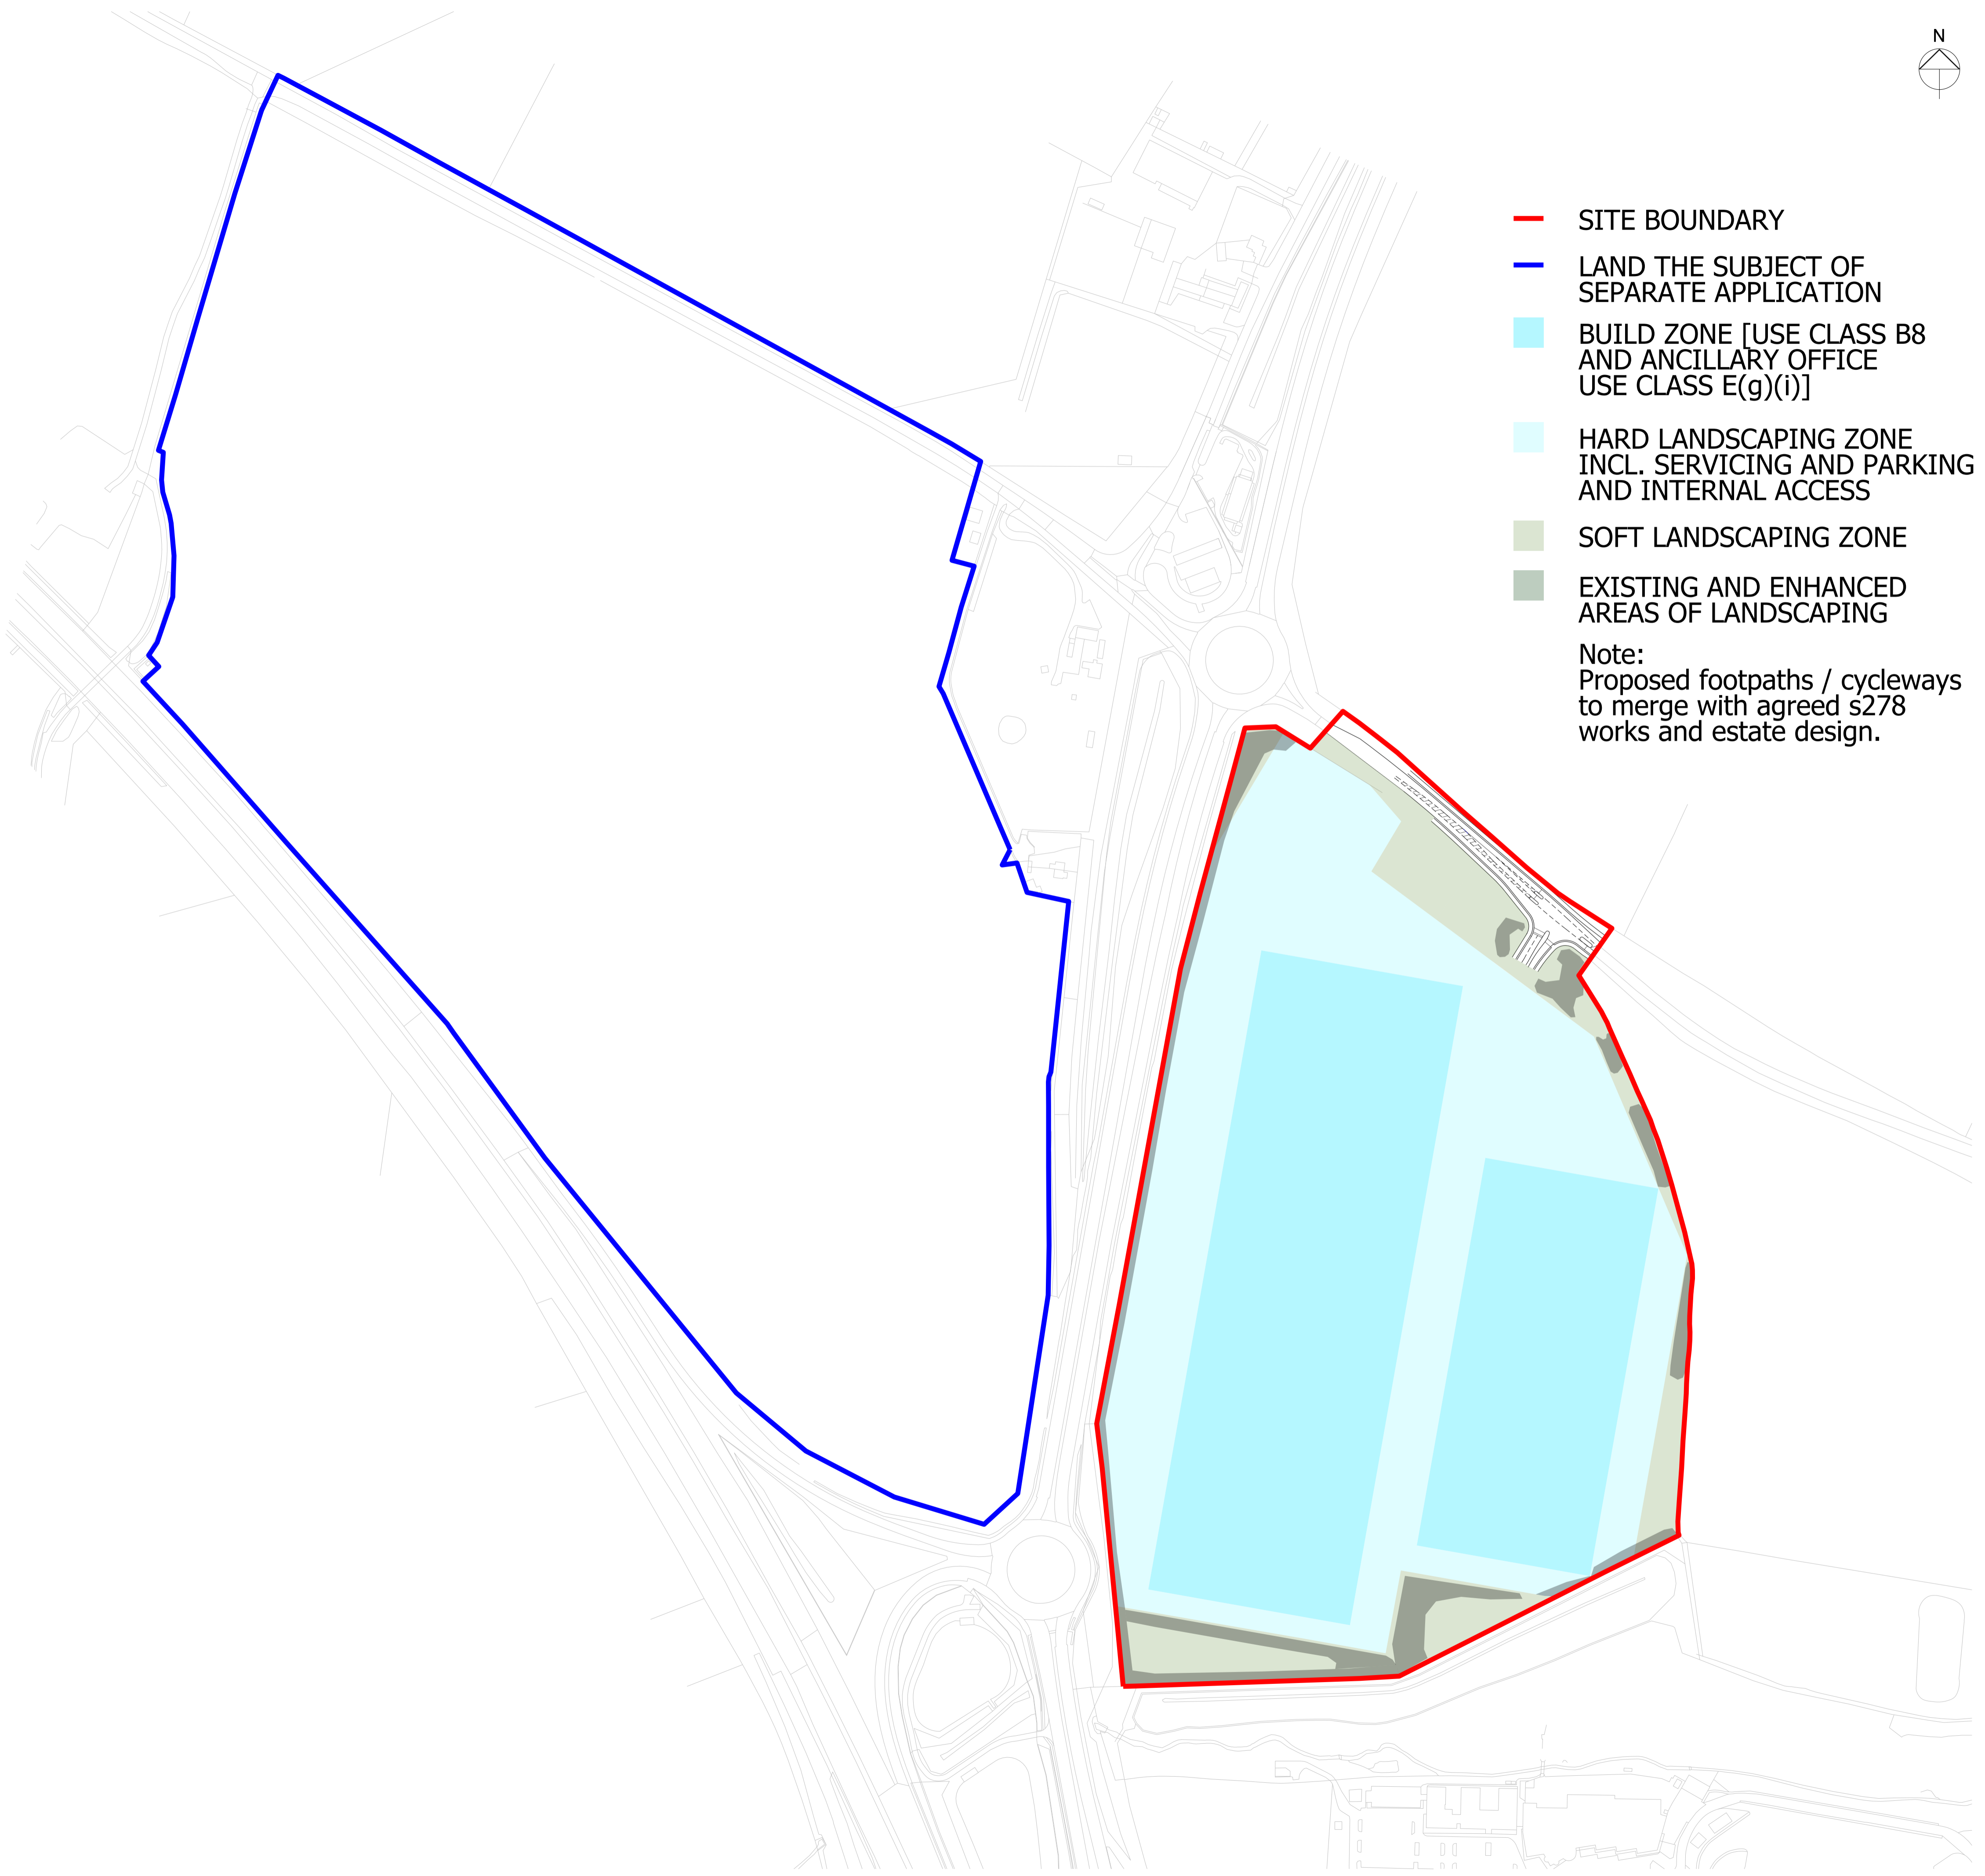 N
SITE BOUNDARY
LAND THE SUBJECT OF
SEPARATE APPLICATION
BUILD ZONE [USE CLASS B8
AND ANCILLARY OFFICE
USE CLASS E(g)(i)]
HARD LANDSCAPING ZONE
INCL. SERVICING AND PARKING
AND INTERNAL ACCESS
SOFT LANDSCAPING ZONE
EXISTING AND ENHANCED
AREAS OF LANDSCAPING
Note:
Proposed footpaths / cycleways
to merge with agreed s278
works and estate design.